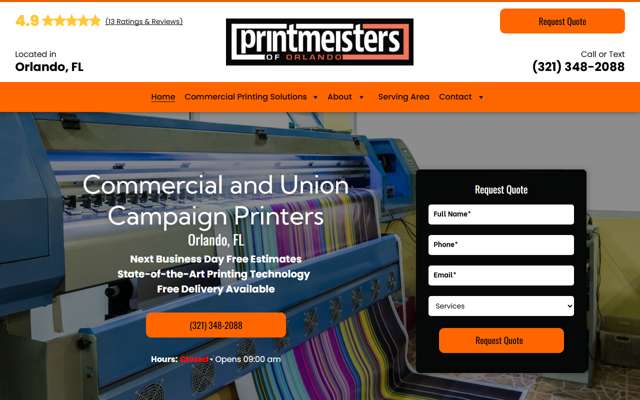 4.9 (13 Ratings & Reviews)
Located in
Orlando, FL
printmeisters
OF ORLANDO
Request Quote
Call or Text
(321) 348-2088
Home Commercial Printing Solutions About Serving Area Contact
Commercial and Union
Campaign Printers
Orlando, FL
Next Business Day Free Estimates
State-of-the-Art Printing Technology
Free Delivery Available
(321) 348-2088
Hours: Closed • Opens 09:00 am
Request Quote
Full Name*
Phone*
Email*
Services
Request Quote